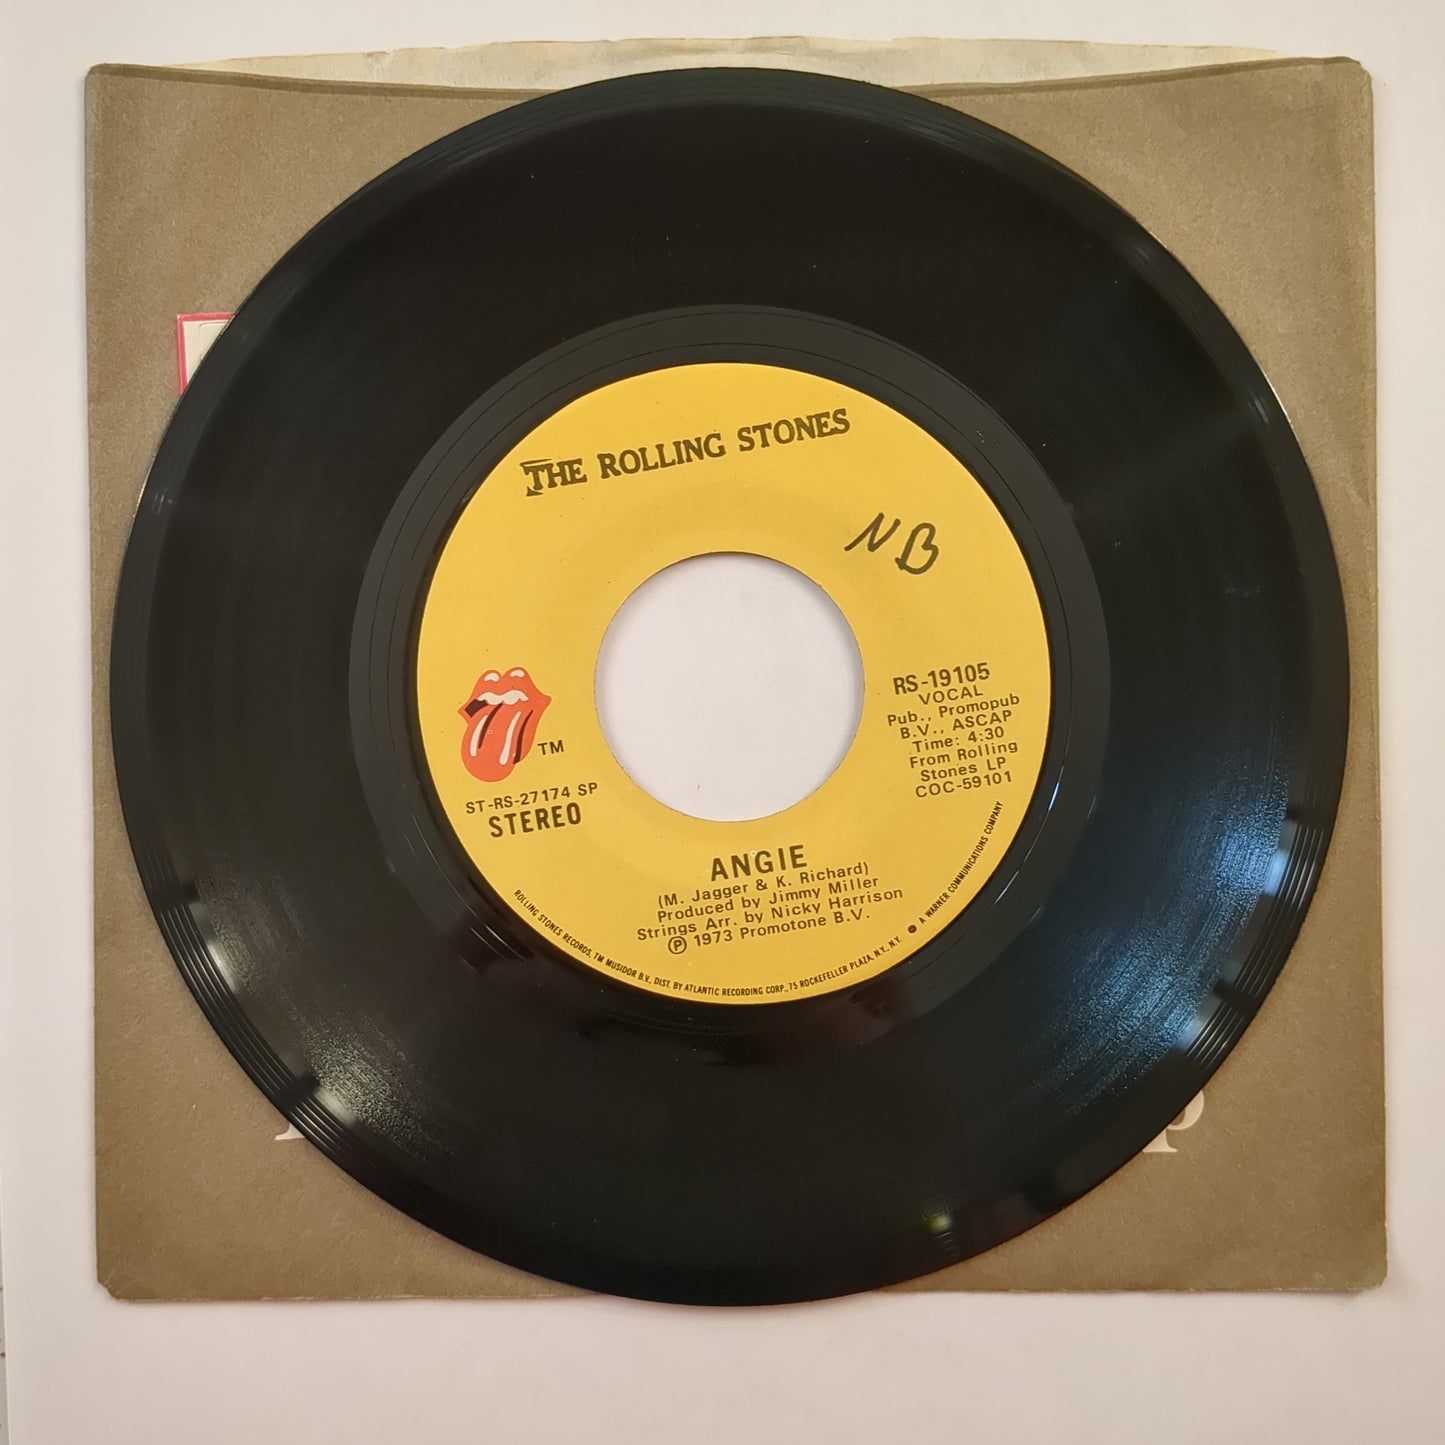 THE ROLLING STONES
NB
RS-19105
VOCAL
Pub., Promopub
B.V., ASCAP
Time: 4:30
From Rolling
Stones LP
COC-59101
TM
ST-RS-27174 SP
STEREO
ANGIE
(M. Jagger & K. Richard)
Produced by Jimmy Miller
Strings Arr. by Nicky Harrison
Ⓟ 1973 Promotone B.V.
ROLLING STONES RECORDS, TM MUSIDOR B.V., DIST. BY ATLANTIC RECORDING CORP., 75 ROCKEFELLER PLAZA, N.Y., N.Y. A WARNER COMMUNICATIONS COMPANY